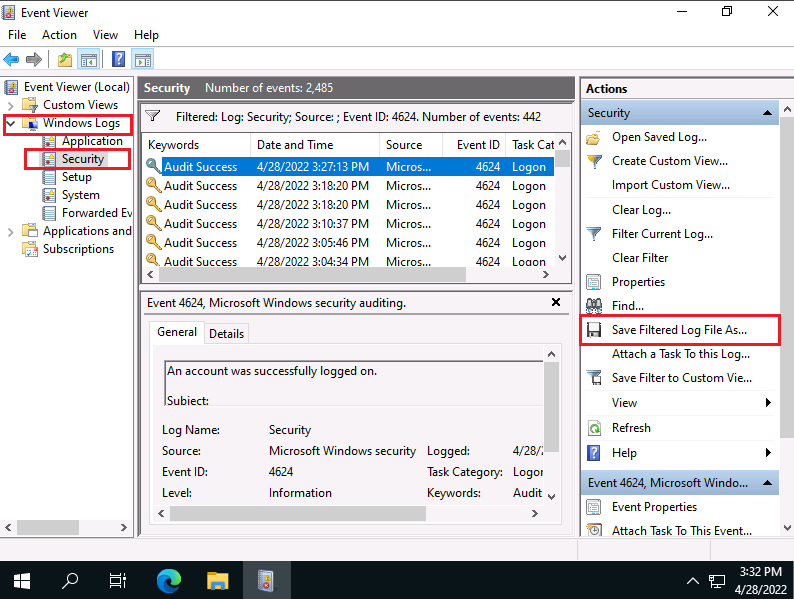 Event Viewer
File Action View Help
Event Viewer (Local)
Custom Views
Windows Logs
Application
Security
Setup
System
Forwarded Ev
Applications and
Subscriptions
Security Number of events: 2,485
Filtered: Log: Security; Source: ; Event ID: 4624. Number of events: 442
Keywords Date and Time Source Event ID Task Cat
Audit Success 4/28/2022 3:27:13 PM Micros... 4624 Logon
Audit Success 4/28/2022 3:18:20 PM Micros... 4624 Logon
Audit Success 4/28/2022 3:18:20 PM Micros... 4624 Logon
Audit Success 4/28/2022 3:10:37 PM Micros... 4624 Logon
Audit Success 4/28/2022 3:05:46 PM Micros... 4624 Logon
Audit Success 4/28/2022 3:04:34 PM Micros... 4624 Logon
Event 4624, Microsoft Windows security auditing.
General Details
An account was successfully logged on.
Subject:
Log Name: Security
Source: Microsoft Windows security Logged: 4/28/
Event ID: 4624 Task Category: Logon
Level: Information Keywords: Audit
Actions
Security
Open Saved Log...
Create Custom View...
Import Custom View...
Clear Log...
Filter Current Log...
Clear Filter
Properties
Find...
Save Filtered Log File As...
Attach a Task To this Log...
Save Filter to Custom Vie...
View
Refresh
Help
Event 4624, Microsoft Windo...
Event Properties
Attach Task To This Event...
3:32 PM
4/28/2022